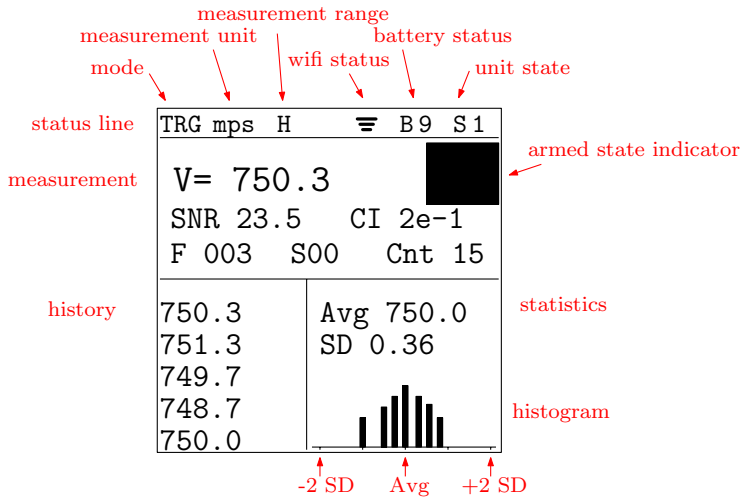 measurement range
measurement unit
battery status
mode
wifi status
unit state
status line
TRG mps H B9 S1
armed state indicator
measurement
V= 750.3
SNR 23.5 CI 2e-1
F 003 S00 Cnt 15
history
statistics
750.3
Avg 750.0
751.3
SD 0.36
749.7
748.7
histogram
750.0
-2 SD Avg +2 SD